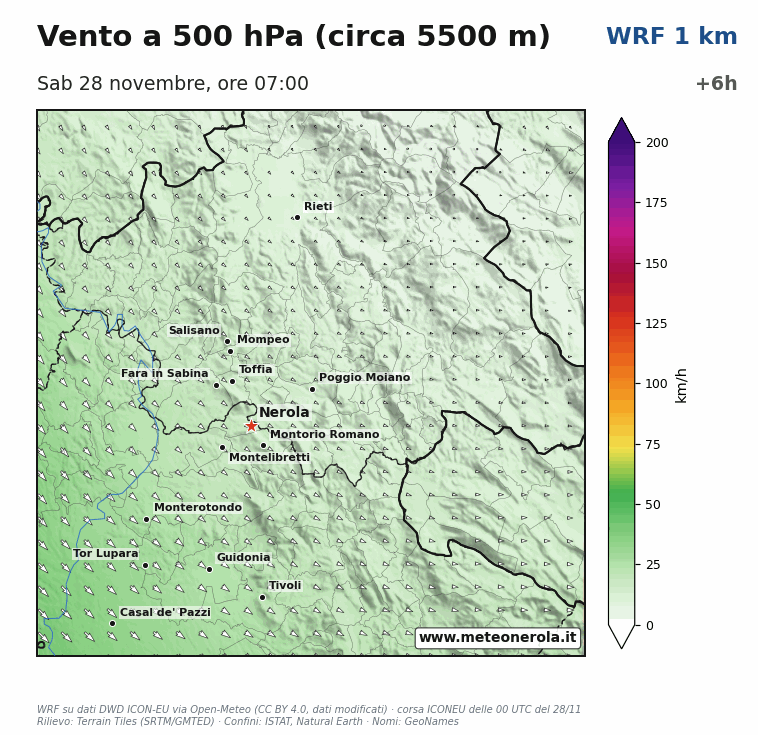 Vento a 500 hPa (circa 5500 m)
WRF 1 km
Sab 28 novembre, ore 07:00
+6h
200
175
150
125
100
75
50
25
0
km/h
Rieti
Salisano
Mompeo
Fara in Sabina
Toffia
Poggio Moiano
Nerola
Montorio Romano
Montelibretti
Monterotondo
Tor Lupara
Guidonia
Tivoli
Casal de' Pazzi
www.meteonerola.it
WRF su dati DWD ICON-EU via Open-Meteo (CC BY 4.0, dati modificati) · corsa ICONEU delle 00 UTC del 28/11
Rilievo: Terrain Tiles (SRTM/GMTED) · Confini: ISTAT, Natural Earth · Nomi: GeoNames